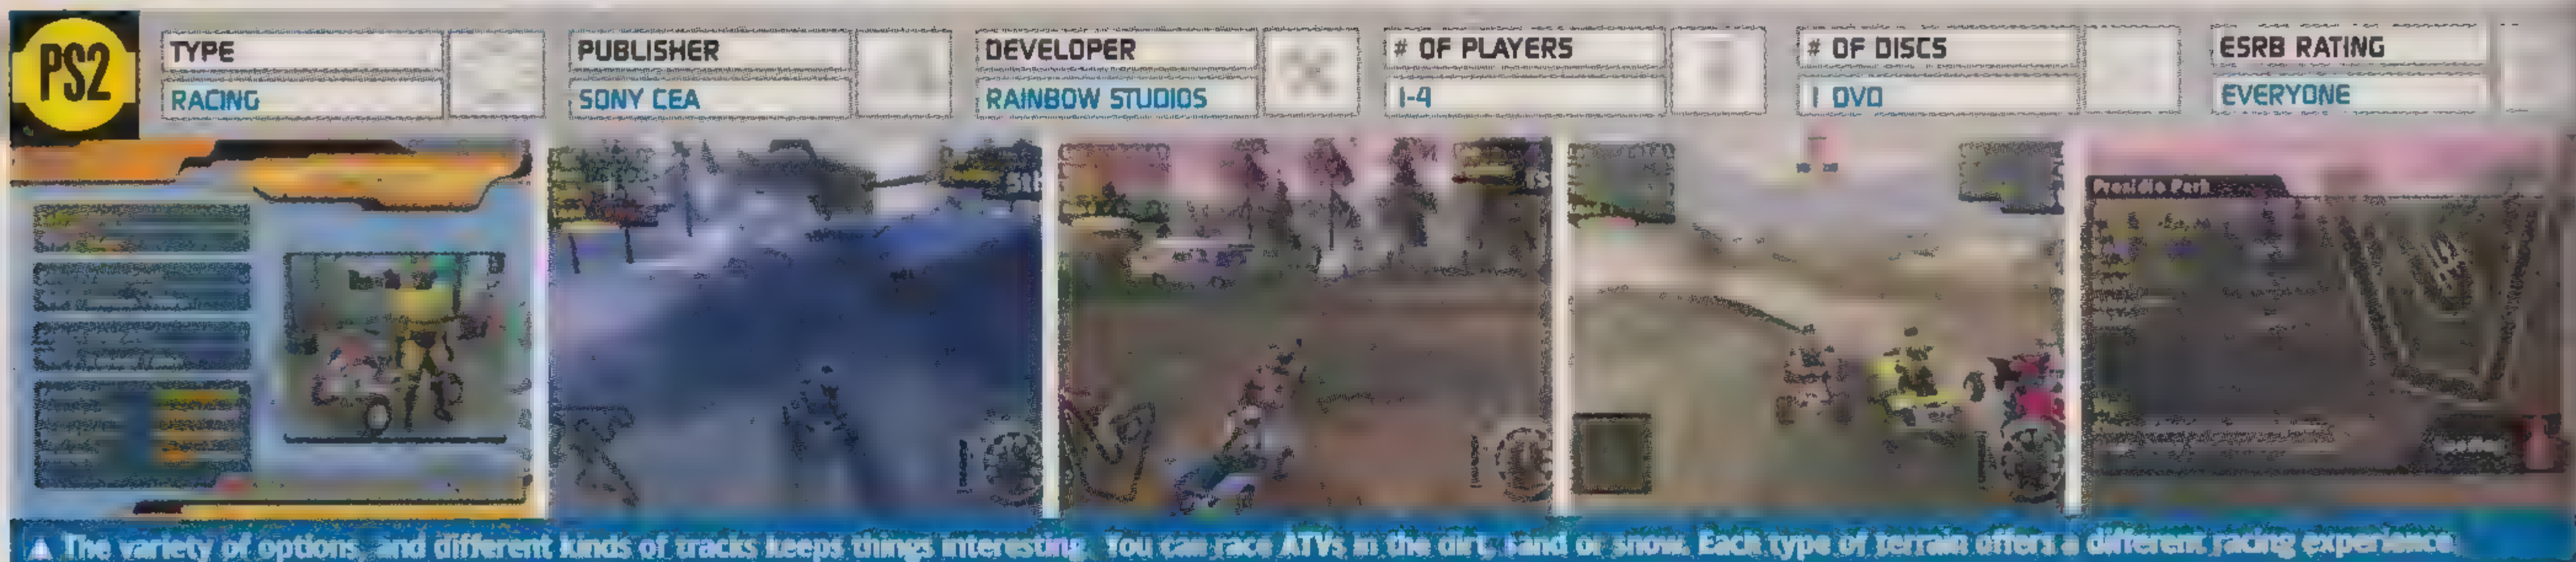 PS2
TYPE
RACING
PUBLISHER
SONY CEA
DEVELOPER
RAINBOW STUDIOS
# OF PLAYERS
1-4
# OF DISCS
1 DVD
ESRB RATING
EVERYONE
Presidio Park
The variety of options, and different kinds of tracks keeps things interesting. You can race ATVs in the dirt, sand or snow. Each type of terrain offers a different racing experience.